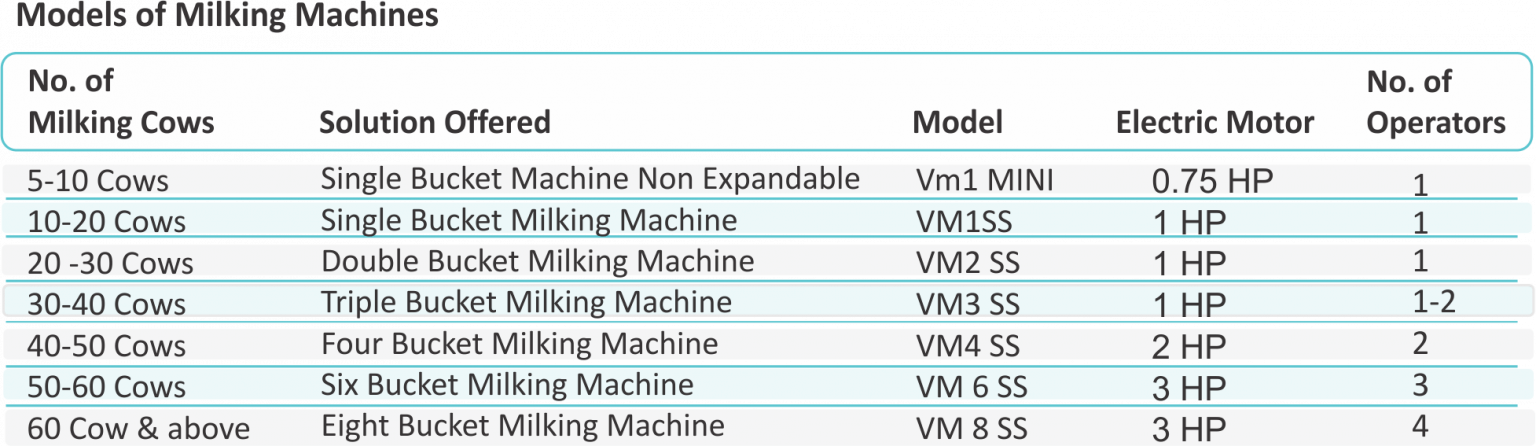 Models of Milking Machines
No. of Milking Cows Solution Offered Model Electric Motor No. of Operators
5-10 Cows Single Bucket Machine Non Expandable Vm1 MINI 0.75 HP 1
10-20 Cows Single Bucket Milking Machine VM1SS 1 HP 1
20 -30 Cows Double Bucket Milking Machine VM2 SS 1 HP 1
30-40 Cows Triple Bucket Milking Machine VM3 SS 1 HP 1-2
40-50 Cows Four Bucket Milking Machine VM4 SS 2 HP 2
50-60 Cows Six Bucket Milking Machine VM 6 SS 3 HP 3
60 Cow & above Eight Bucket Milking Machine VM 8 SS 3 HP 4